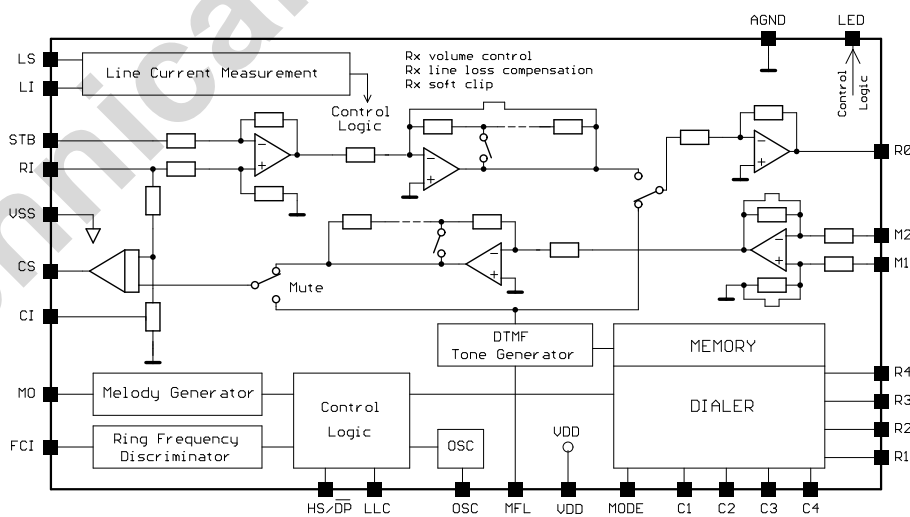 AGND LED
LS
Line Current Measurement
LI
Rx volume control
Rx line loss compensation
Rx soft clip
Control
Logic
Control
Logic
STB
RI
R0
VSS
M2
M1
CS
Mute
CI
DTMF
Tone Generator
MEMORY
DIALER
R4
R3
R2
R1
MO
Melody Generator
Control
Logic
FCI
Ring Frequency
Discriminator
OSC
VDD
HS/D̅P̅ LLC OSC MFL VDD MODE C1 C2 C3 C4